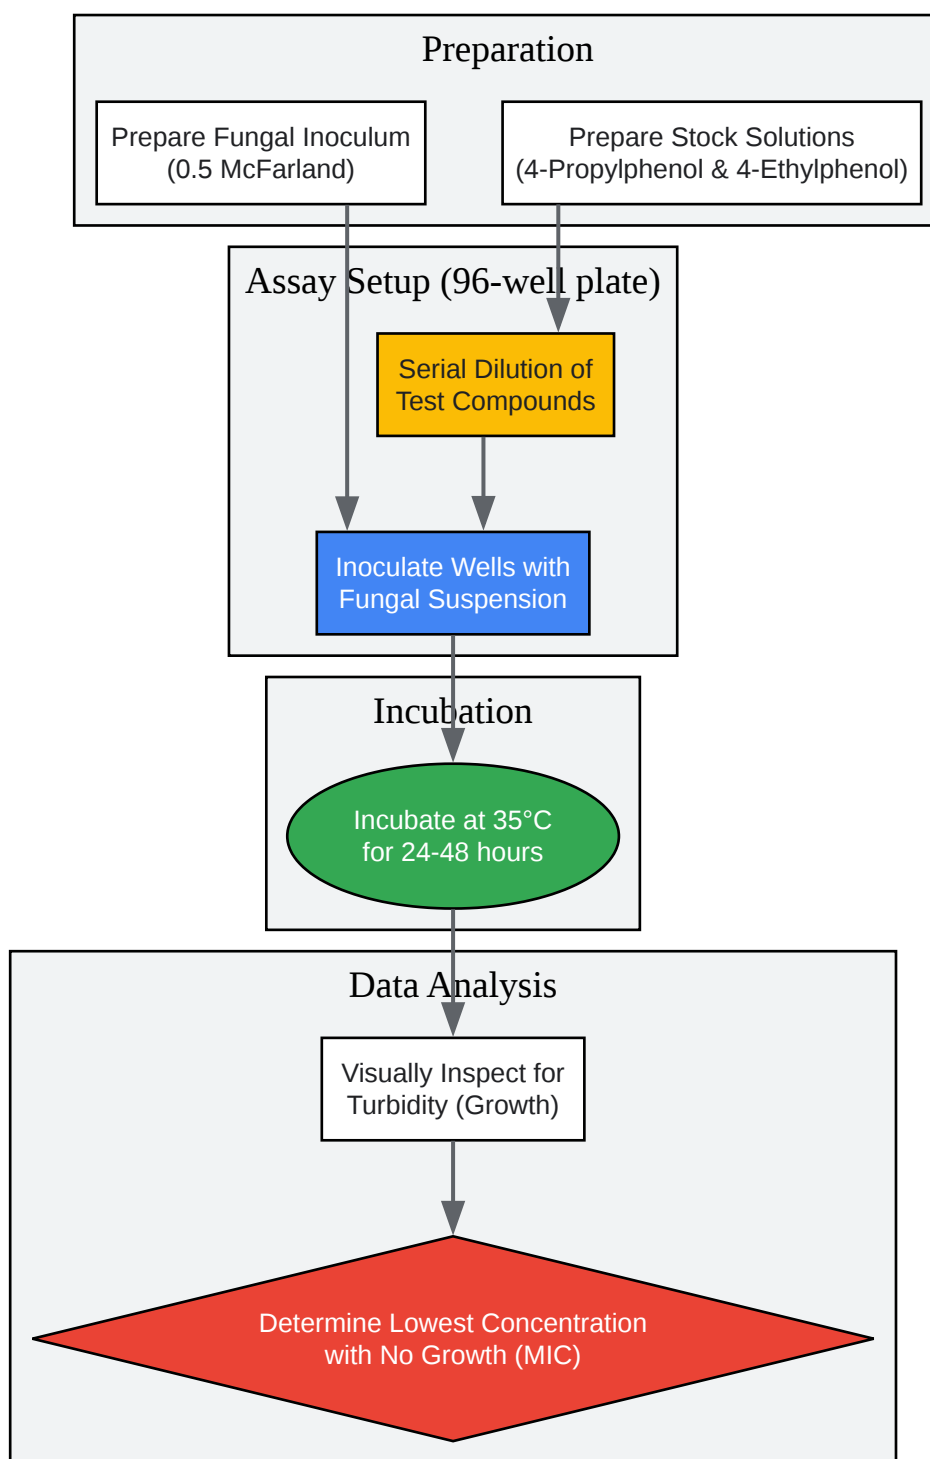 Preparation
Prepare Fungal Inoculum
(0.5 McFarland)
Prepare Stock Solutions
(4-Propylphenol & 4-Ethylphenol)
Assay Setup (96-well plate)
Serial Dilution of
Test Compounds
Inoculate Wells with
Fungal Suspension
Incubation
Incubate at 35°C
for 24-48 hours
Data Analysis
Visually Inspect for
Turbidity (Growth)
Determine Lowest Concentration
with No Growth (MIC)